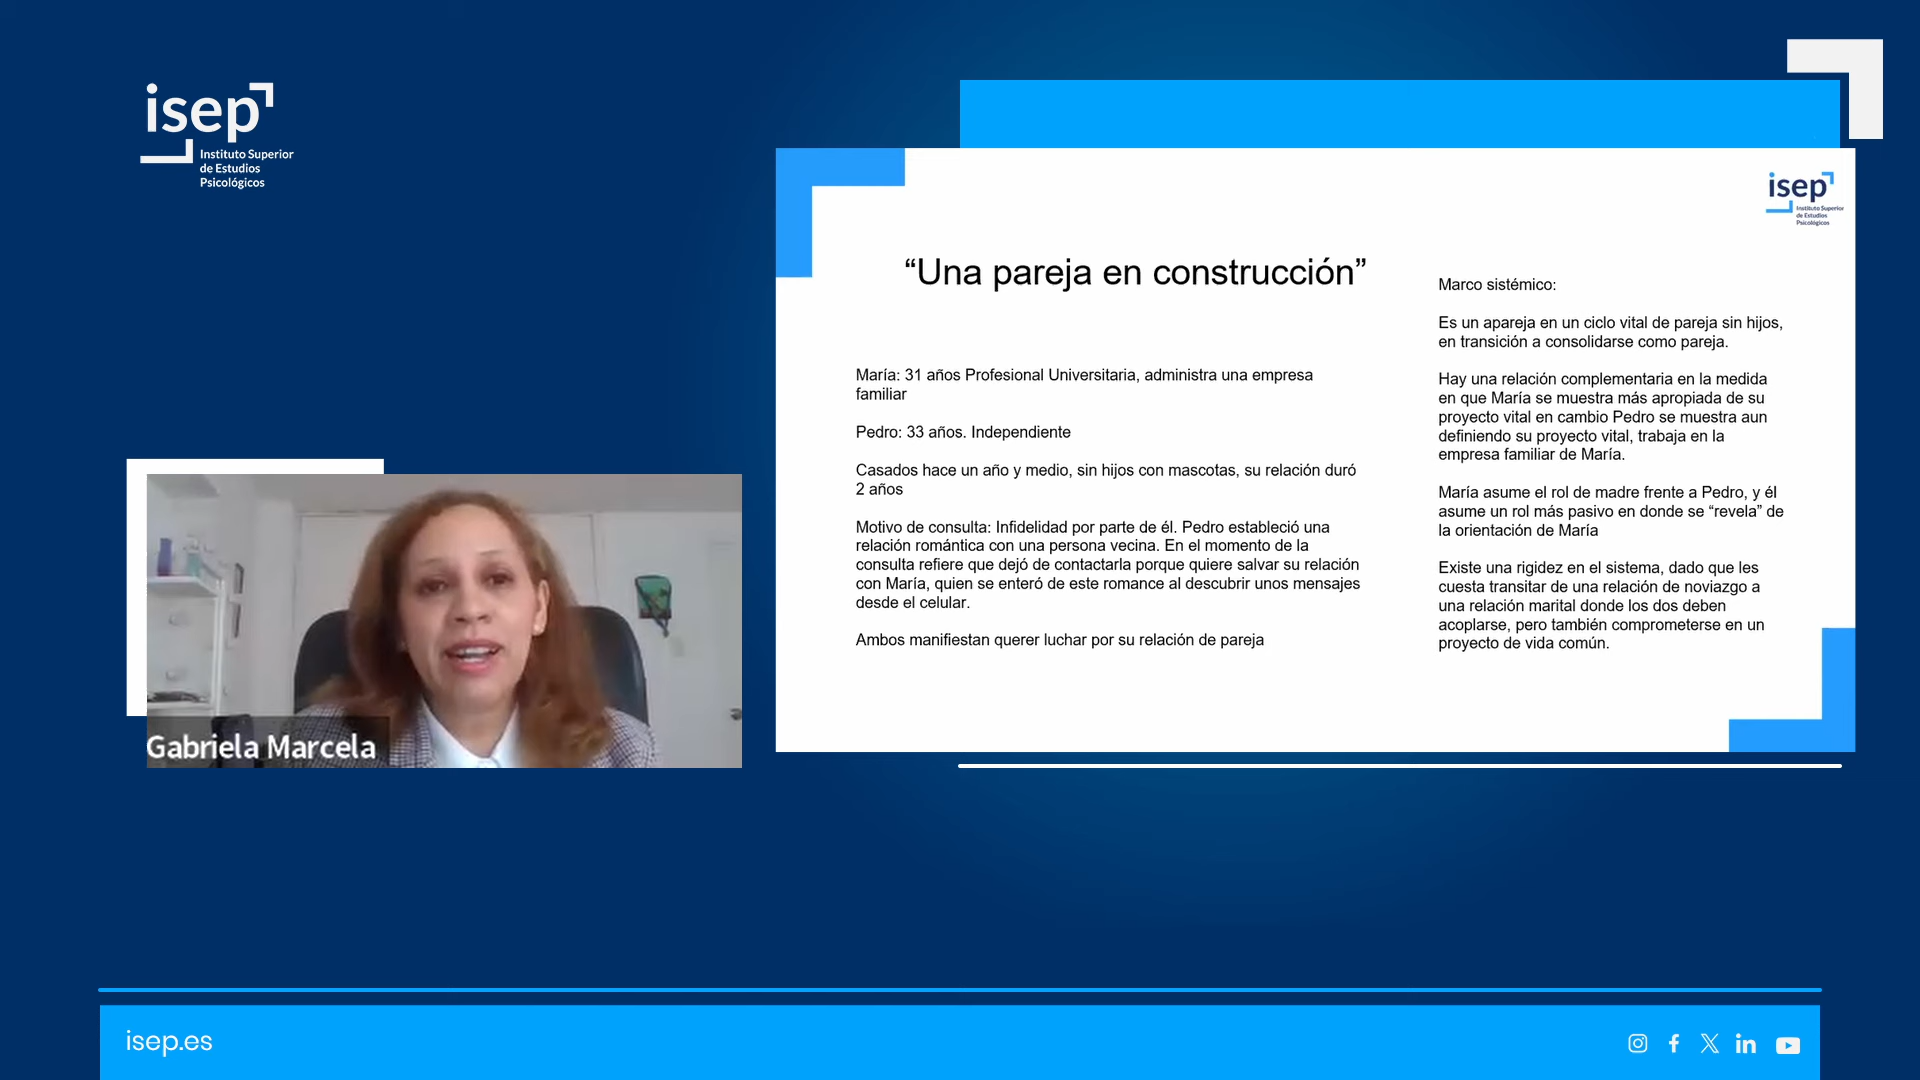 isep
Instituto Superior
de Estudios
Psicológicos
isep
Instituto Superior
de Estudios
Psicológicos
“Una pareja en construcción”
María: 31 años Profesional Universitaria, administra una empresa
familiar
Pedro: 33 años. Independiente
Casados hace un año y medio, sin hijos con mascotas, su relación duró
2 años
Motivo de consulta: Infidelidad por parte de él. Pedro estableció una
relación romántica con una persona vecina. En el momento de la
consulta refiere que dejó de contactarla porque quiere salvar su relación
con María, quien se enteró de este romance al descubrir unos mensajes
desde el celular.
Ambos manifiestan querer luchar por su relación de pareja
Marco sistémico:
Es un apareja en un ciclo vital de pareja sin hijos,
en transición a consolidarse como pareja.
Hay una relación complementaria en la medida
en que María se muestra más apropiada de su
proyecto vital en cambio Pedro se muestra aun
definiendo su proyecto vital, trabaja en la
empresa familiar de María.
María asume el rol de madre frente a Pedro, y él
asume un rol más pasivo en donde se “revela” de
la orientación de María
Existe una rigidez en el sistema, dado que les
cuesta transitar de una relación de noviazgo a
una relación marital donde los dos deben
acoplarse, pero también comprometerse en un
proyecto de vida común.
Gabriela Marcela
isep.es